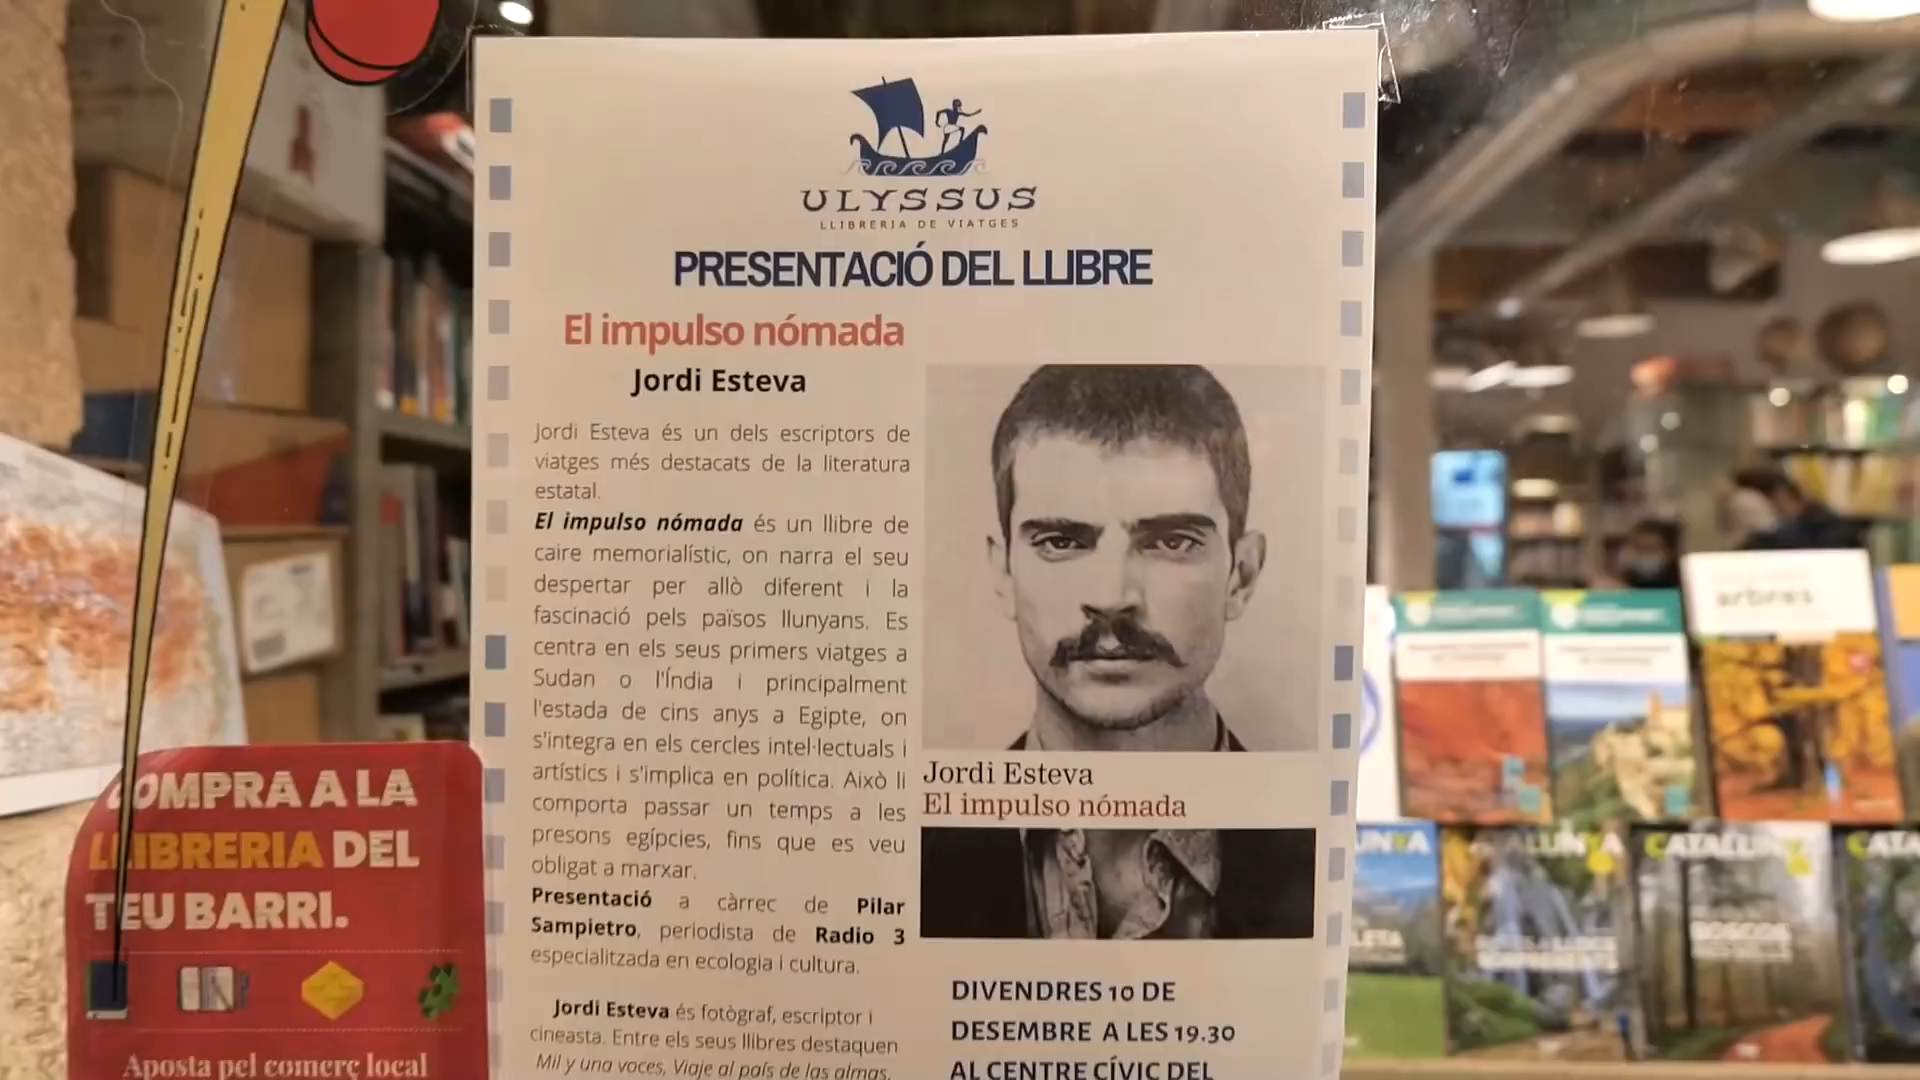 ULYSSUS
LLIBRERIA DE VIATGES
PRESENTACIÓ DEL LLIBRE
El impulso nómada
Jordi Esteva
Jordi Esteva és un dels escriptors de
viatges més destacats de la literatura
estatal.
El impulso nómada és un llibre de
caire memorialístic, on narra el seu
despertar per allò diferent i la
fascinació pels països llunyans. Es
centra en els seus primers viatges a
Sudan o l'Índia i principalment
l'estada de cins anys a Egipte, on
s'integra en els cercles intel·lectuals i
artístics i s'implica en política. Això li
comporta passar un temps a les
presons egípcies, fins que es veu
obligat a marxar.
Presentació a càrrec de Pilar
Sampietro, periodista de Radio 3
especialitzada en ecologia i cultura.
Jordi Esteva és fotògraf, escriptor i
cineasta. Entre els seus llibres destaquen
Mil y una voces, Viaje al país de las almas,
Jordi Esteva
El impulso nómada
DIVENDRES 10 DE
DESEMBRE A LES 19.30
AL CENTRE CÍVIC DEL
COMPRA A LA
LLIBRERIA DEL
TEU BARRI.
Aposta pel comerç local
arbres
CATALUNYA
BOSCOS